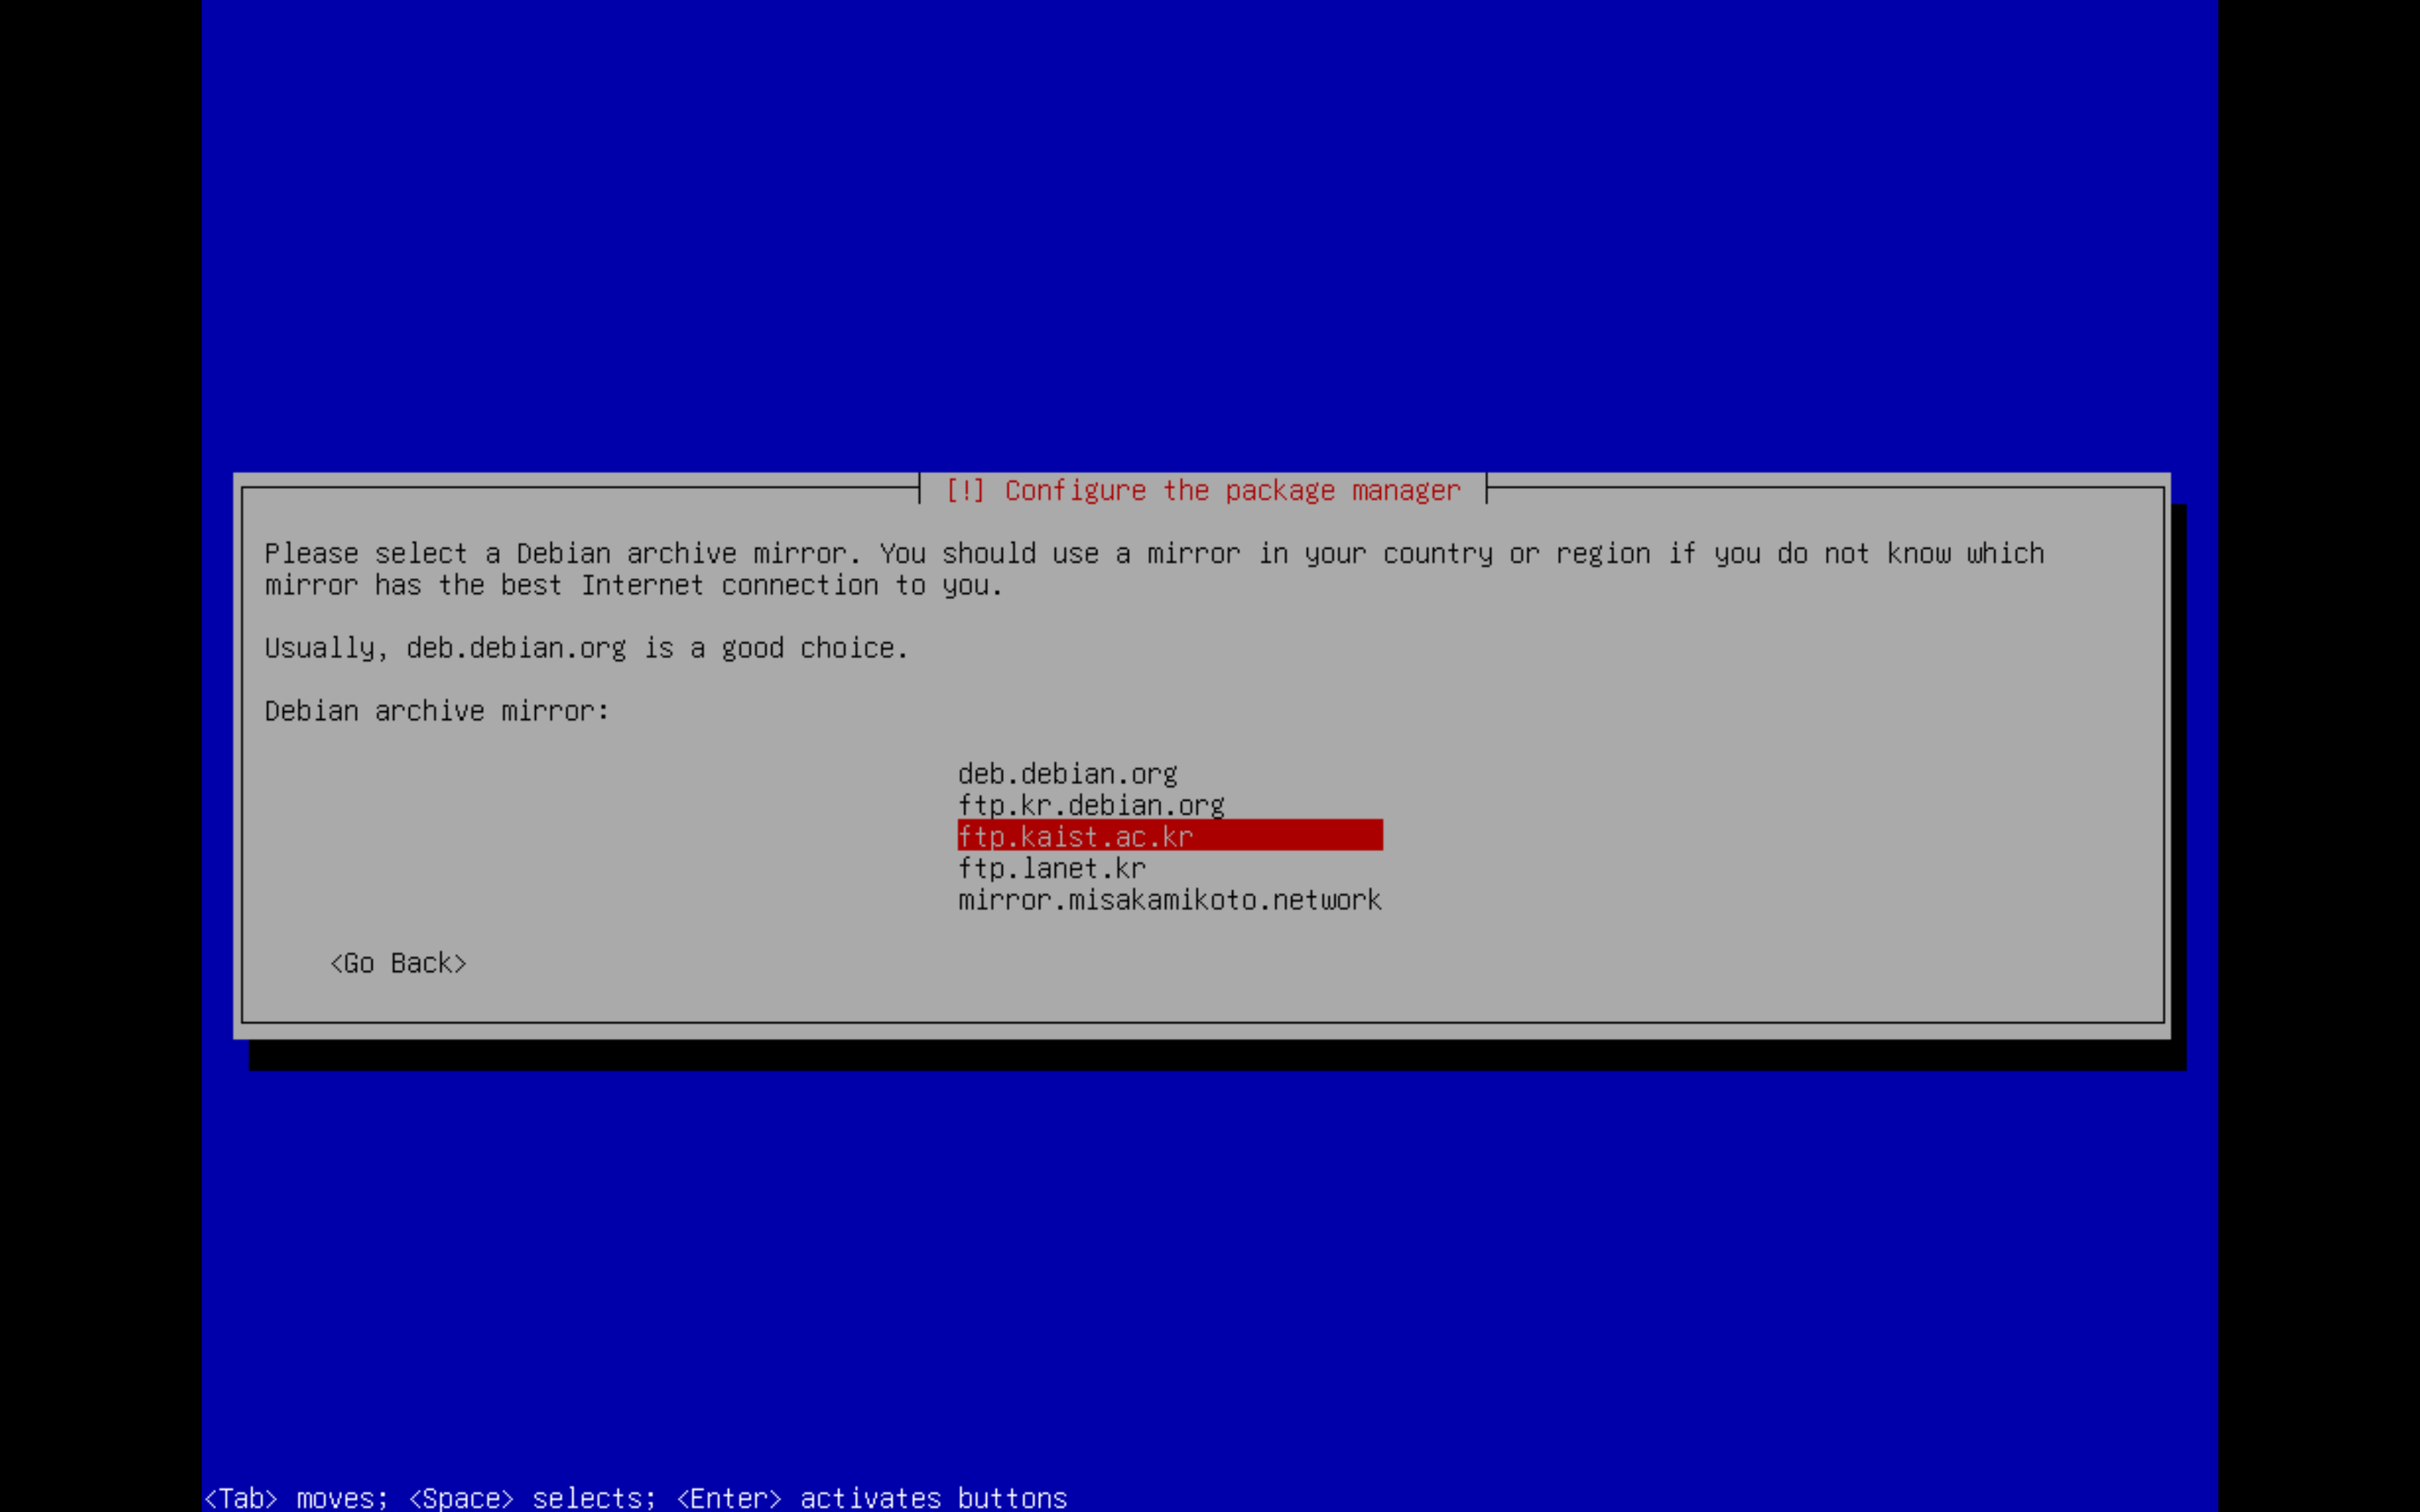 [!] Configure the package manager
Please select a Debian archive mirror. You should use a mirror in your country or region if you do not know which
mirror has the best Internet connection to you.
Usually, deb.debian.org is a good choice.
Debian archive mirror:
deb.debian.org
ftp.kr.debian.org
ftp.kaist.ac.kr
ftp.lanet.kr
mirror.misakamikoto.network
<Go Back>
<Tab> moves; <Space> selects; <Enter> activates buttons